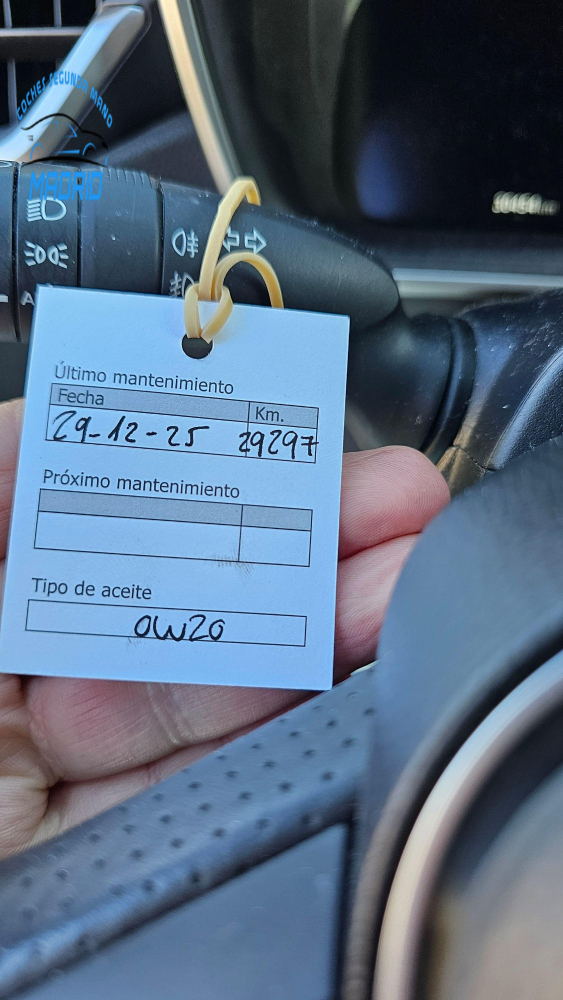 COCHES SEGUNDA MANO
MADRID
Último mantenimiento
Fecha Km.
29-12-25 29297
Próximo mantenimiento
Tipo de aceite
0W20